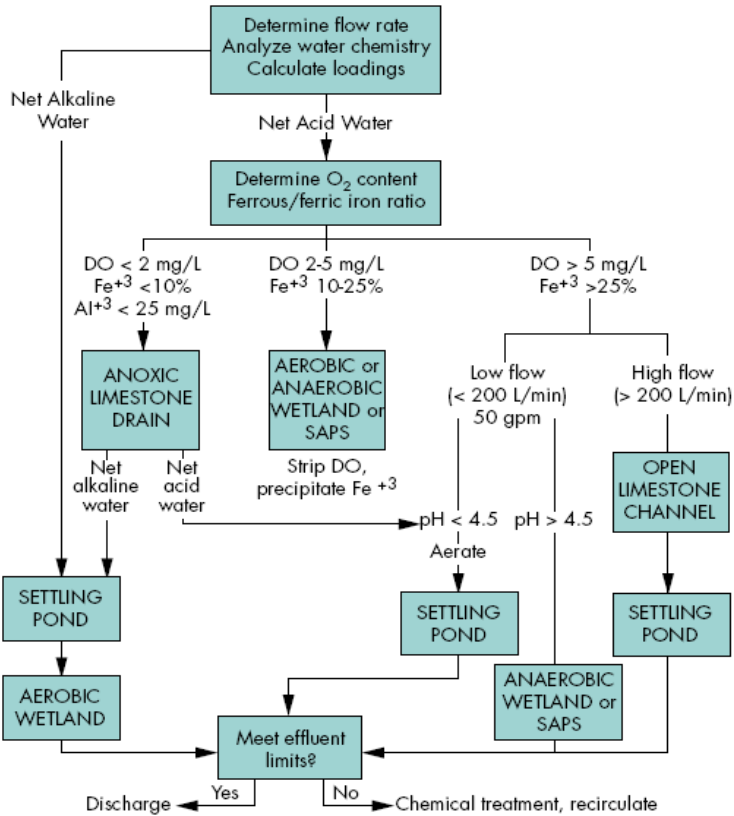 Determine flow rate
Analyze water chemistry
Calculate loadings
Net Alkaline
Water
Net Acid Water
Determine O₂ content
Ferrous/ferric iron ratio
DO < 2 mg/L
Fe⁺³ <10%
Al⁺³ < 25 mg/L
DO 2-5 mg/L
Fe⁺³ 10-25%
DO > 5 mg/L
Fe⁺³ >25%
ANOXIC
LIMESTONE
DRAIN
AEROBIC or
ANAEROBIC
WETLAND or
SAPS
Strip DO,
precipitate Fe ⁺³
Low flow
(< 200 L/min)
50 gpm
High flow
(> 200 L/min)
OPEN
LIMESTONE
CHANNEL
Net
alkaline
water
Net
acid
water
pH < 4.5
pH > 4.5
Aerate
SETTLING
POND
SETTLING
POND
SETTLING
POND
AEROBIC
WETLAND
ANAEROBIC
WETLAND or
SAPS
Meet effluent
limits?
Yes
No
Discharge
Chemical treatment, recirculate